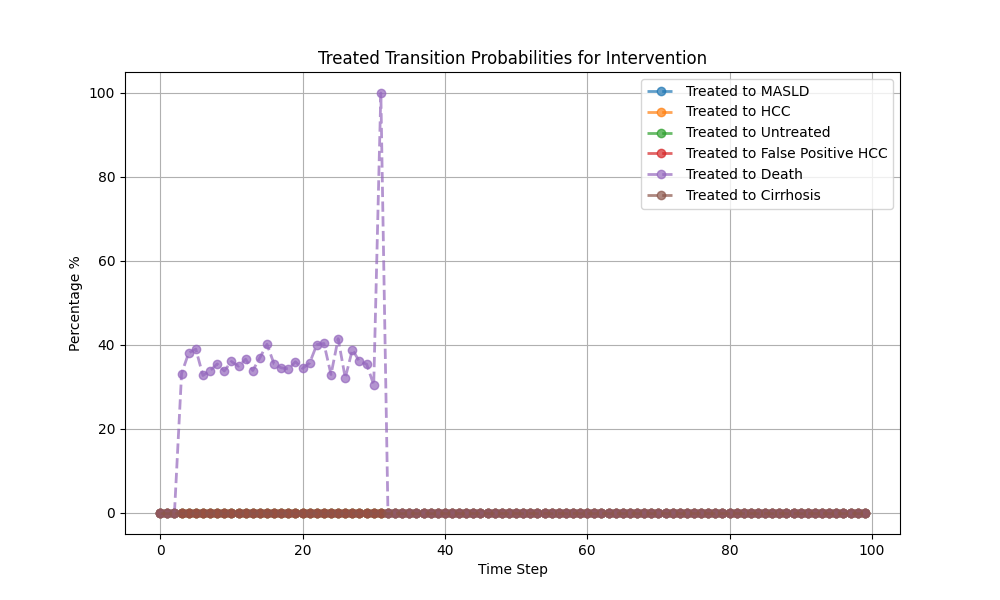 Treated Transition Probabilities for Intervention
Treated to MASLD
Treated to HCC
Treated to Untreated
Treated to False Positive HCC
Treated to Death
Treated to Cirrhosis
Percentage %
100
80
60
40
20
0
0 20 40 60 80 100
Time Step